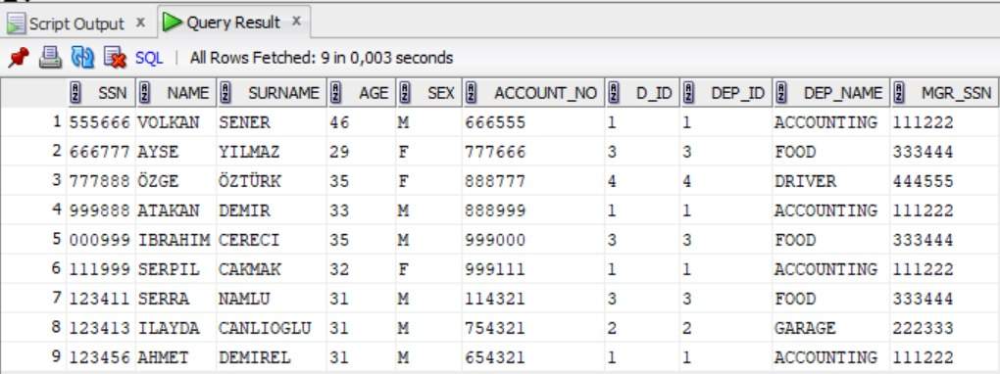 Script Output x Query Result x
SQL | All Rows Fetched: 9 in 0,003 seconds
SSN NAME SURNAME AGE SEX ACCOUNT_NO D_ID DEP_ID DEP_NAME MGR_SSN
1 555666 VOLKAN SENER 46 M 666555 1 1 ACCOUNTING 111222
2 666777 AYSE YILMAZ 29 F 777666 3 3 FOOD 333444
3 777888 ÖZGE ÖZTÜRK 35 F 888777 4 4 DRIVER 444555
4 999888 ATAKAN DEMIR 33 M 888999 1 1 ACCOUNTING 111222
5 000999 IBRAHIM CERECI 35 M 999000 3 3 FOOD 333444
6 111999 SERPIL CAKMAK 32 F 999111 1 1 ACCOUNTING 111222
7 123411 SERRA NAMLU 31 M 114321 3 3 FOOD 333444
8 123413 ILAYDA CANLIOGLU 31 M 754321 2 2 GARAGE 222333
9 123456 AHMET DEMIREL 31 M 654321 1 1 ACCOUNTING 111222